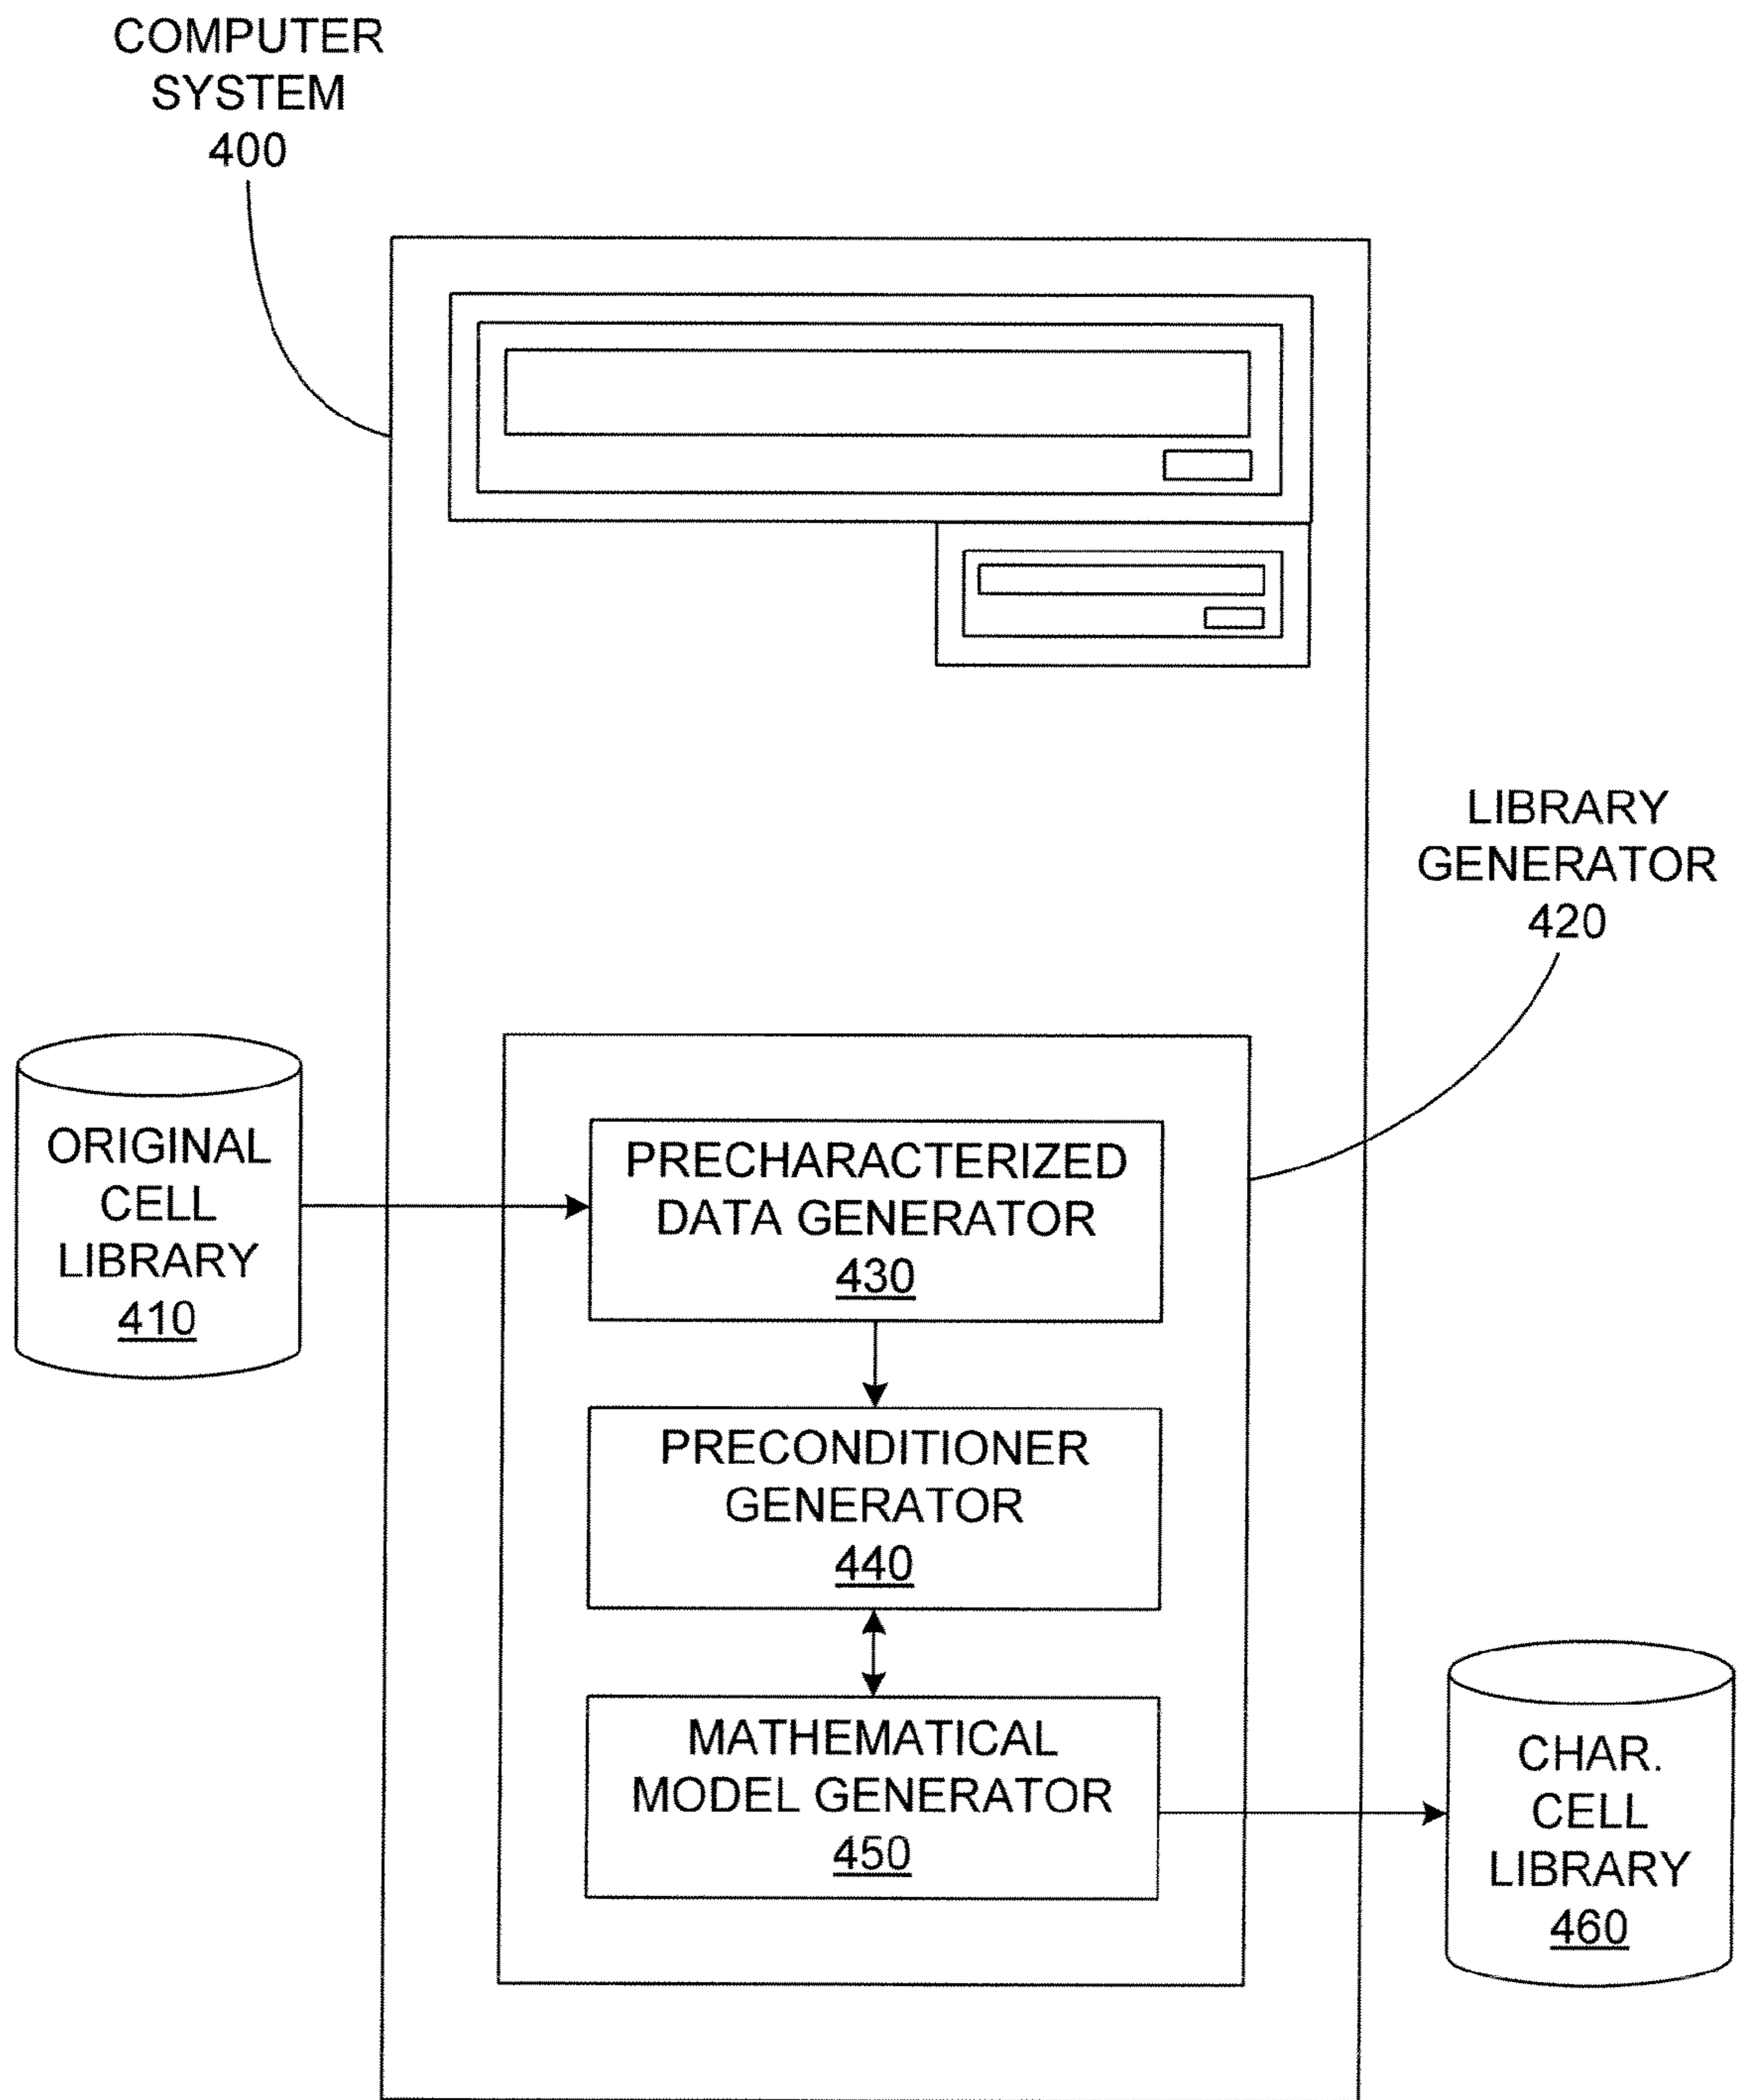 COMPUTER
SYSTEM
400
LIBRARY
GENERATOR
420
ORIGINAL
CELL
LIBRARY
410
PRECHARACTERIZED
DATA GENERATOR
430
PRECONDITIONER
GENERATOR
440
MATHEMATICAL
MODEL GENERATOR
450
CHAR.
CELL
LIBRARY
460